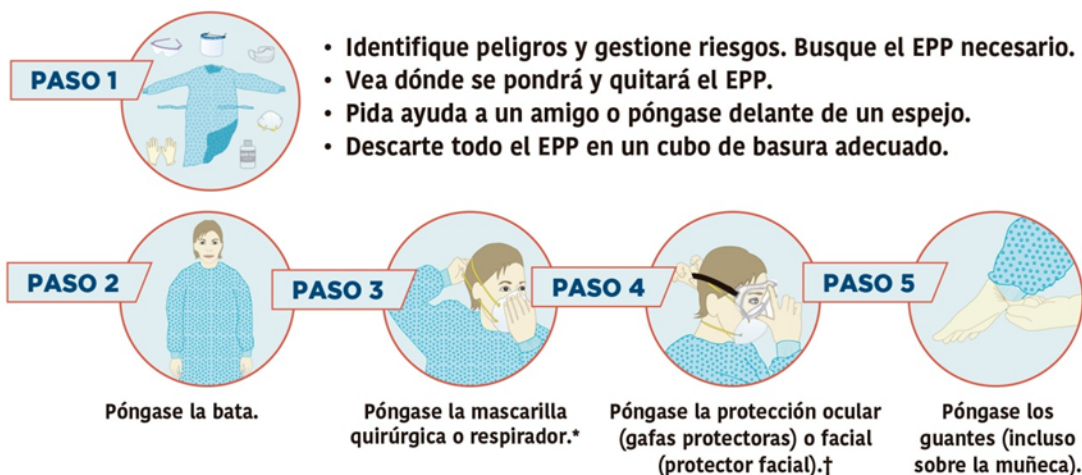 PASO 1
• Identifique peligros y gestione riesgos. Busque el EPP necesario.
• Vea dónde se pondrá y quitará el EPP.
• Pida ayuda a un amigo o póngase delante de un espejo.
• Descarte todo el EPP en un cubo de basura adecuado.
PASO 2
Póngase la bata.
PASO 3
Póngase la mascarilla
quirúrgica o respirador.*
PASO 4
Póngase la protección ocular
(gafas protectoras) o facial
(protector facial).†
PASO 5
Póngase los
guantes (incluso
sobre la muñeca).